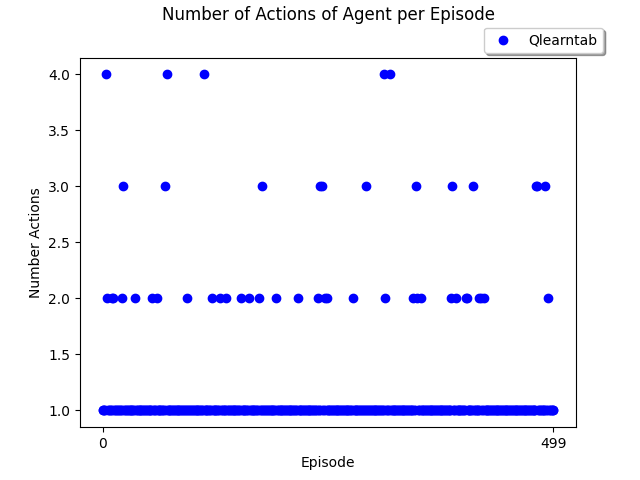 Number of Actions of Agent per Episode
Qlearntab
4.0
3.5
3.0
2.5
2.0
1.5
1.0
Number Actions
0 499
Episode